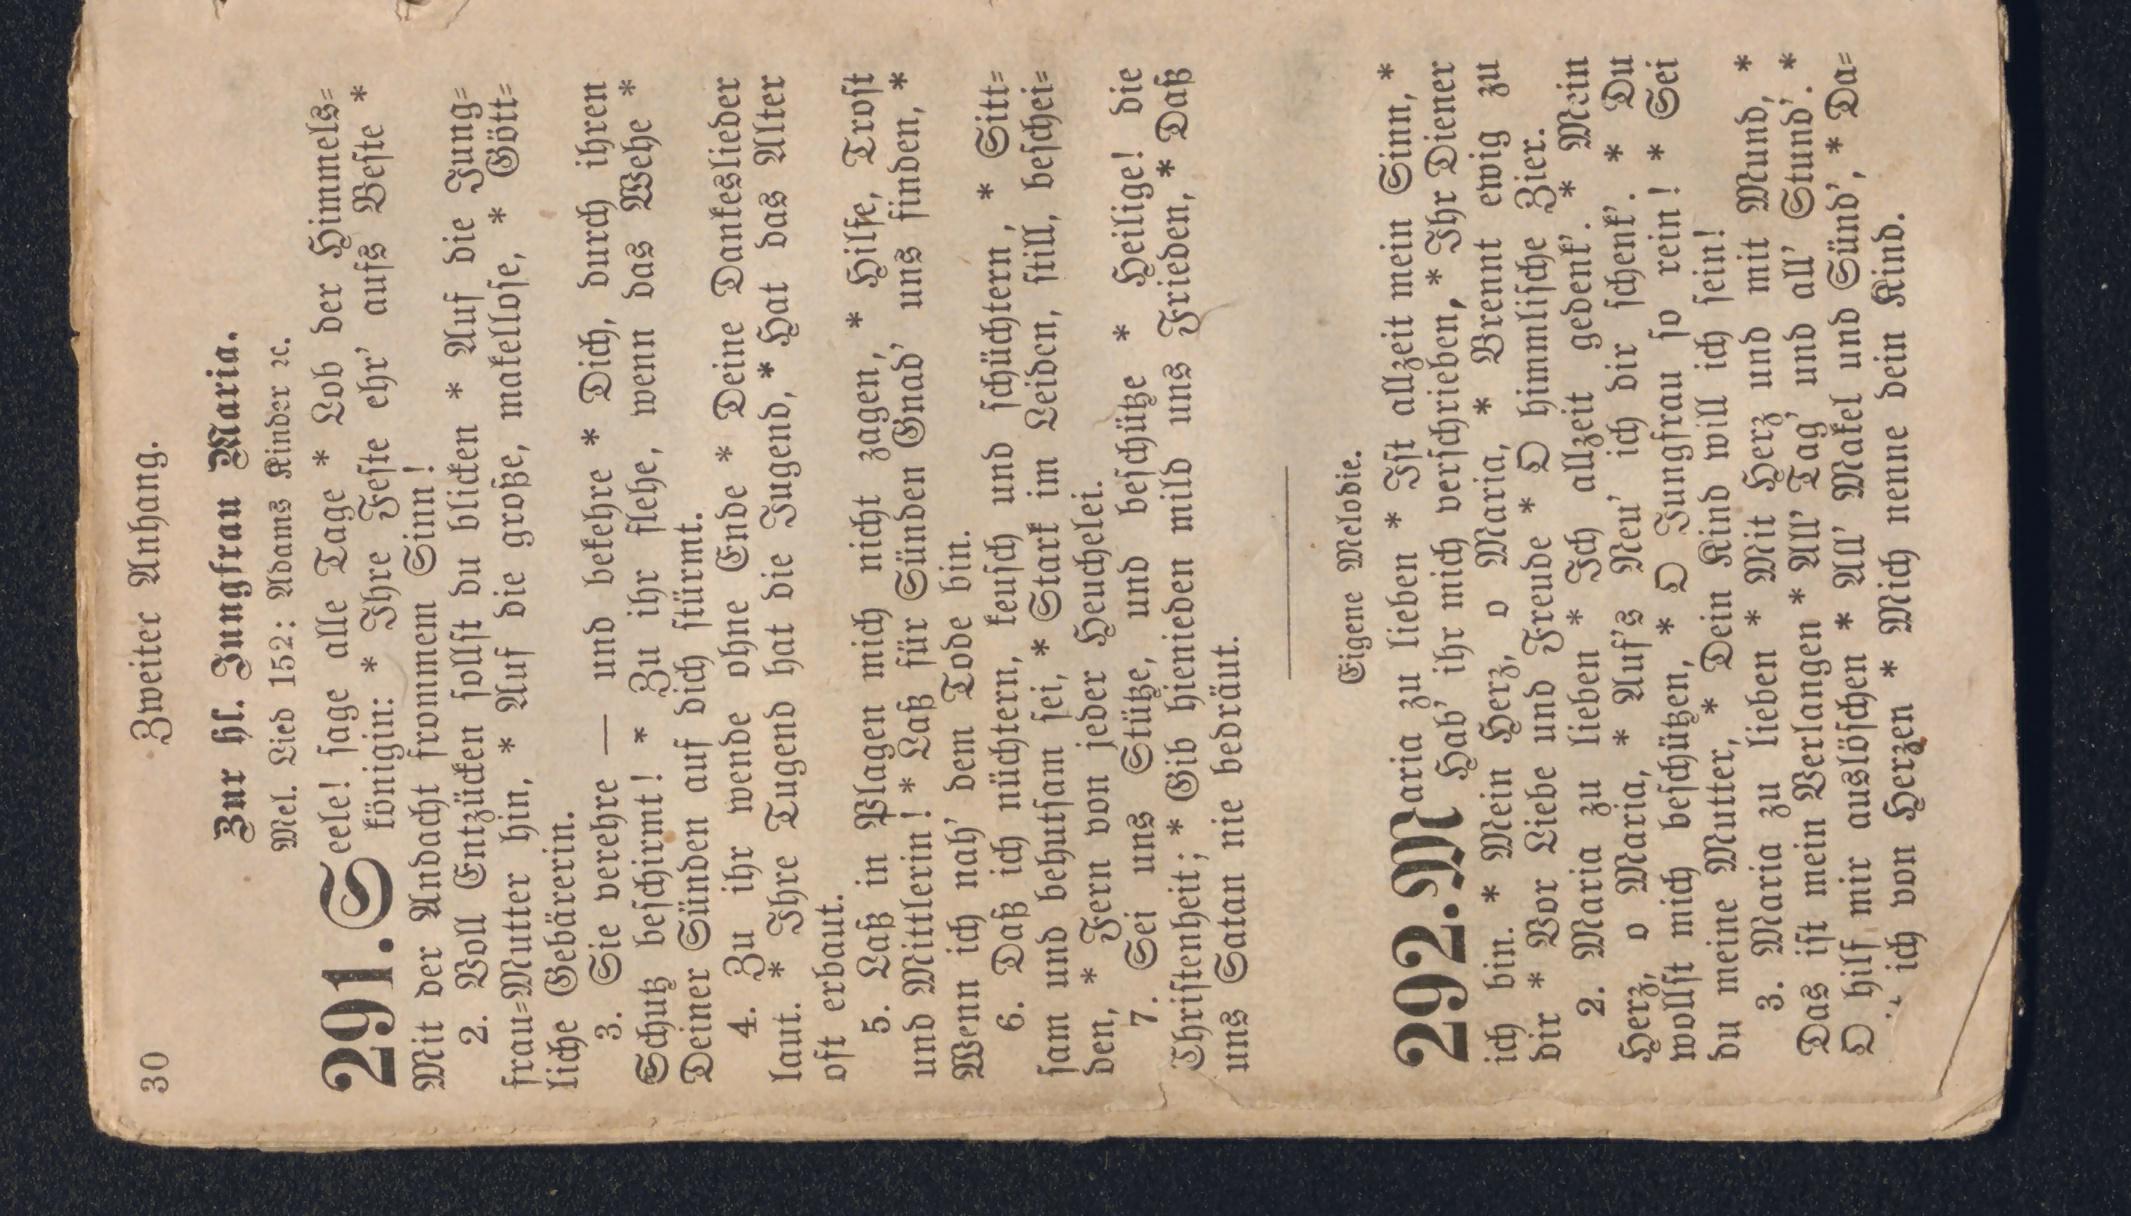 30 Zweiter Anhang.
Zur hl. Jungfrau Maria.
Mel. Lied 152: Adams Kinder ꝛc.
291. Seele! sage alle Tage * Lob der Himmels=
königin: * Ihre Feste ehr' aufs Beste *
Mit der Andacht frommem Sinn!
2. Voll Entzücken sollst du blicken * Auf die Jung=
frau=Mutter hin, * Auf die große, makellose, * Gött=
liche Gebärerin.
3. Sie verehre — und bekehre * Dich, durch ihren
Schutz beschirmt! * Zu ihr flehe, wenn das Wehe *
Deiner Sünden auf dich stürmt.
4. Zu ihr wende ohne Ende * Deine Dankeslieder
laut. * Ihre Tugend hat die Jugend, * Hat das Alter
oft erbaut.
5. Laß in Plagen mich nicht zagen, * Hilfe, Trost
und Mittlerin! * Laß für Sünden Gnad' uns finden, *
Wenn ich nah' dem Tode bin.
6. Daß ich nüchtern, keusch und schüchtern, * Sitt=
sam und behutsam sei, * Stark im Leiden, still, beschei=
den, * Fern von jeder Heuchelei.
7. Sei uns Stütze, und beschütze * Heilige! die
Christenheit; * Gib hienieden mild uns Frieden, * Daß
uns Satan nie bedräut.
Eigene Melodie.
292. Maria zu lieben * Ist allzeit mein Sinn, *
Hab' ihr mich verschrieben, * Ihr Diener
ich bin. * Mein Herz, o Maria, * Brennt ewig zu
dir * Vor Liebe und Freude * O himmlische Zier.
2. Maria zu lieben * Ich allzeit gedenk'. * Mein
Herz, o Maria, * Auf's Neu' ich dir schenk'. * Du
wollst mich beschützen, * O Jungfrau so rein! * Sei
du meine Mutter, * Dein Kind will ich sein!
3. Maria zu lieben * Mit Herz und mit Mund, *
Das ist mein Verlangen * All' Tag' und all' Stund'. *
O hilf mir auslöschen * All' Makel und Sünd', * Da=
ich von Herzen * Mich nenne dein Kind.